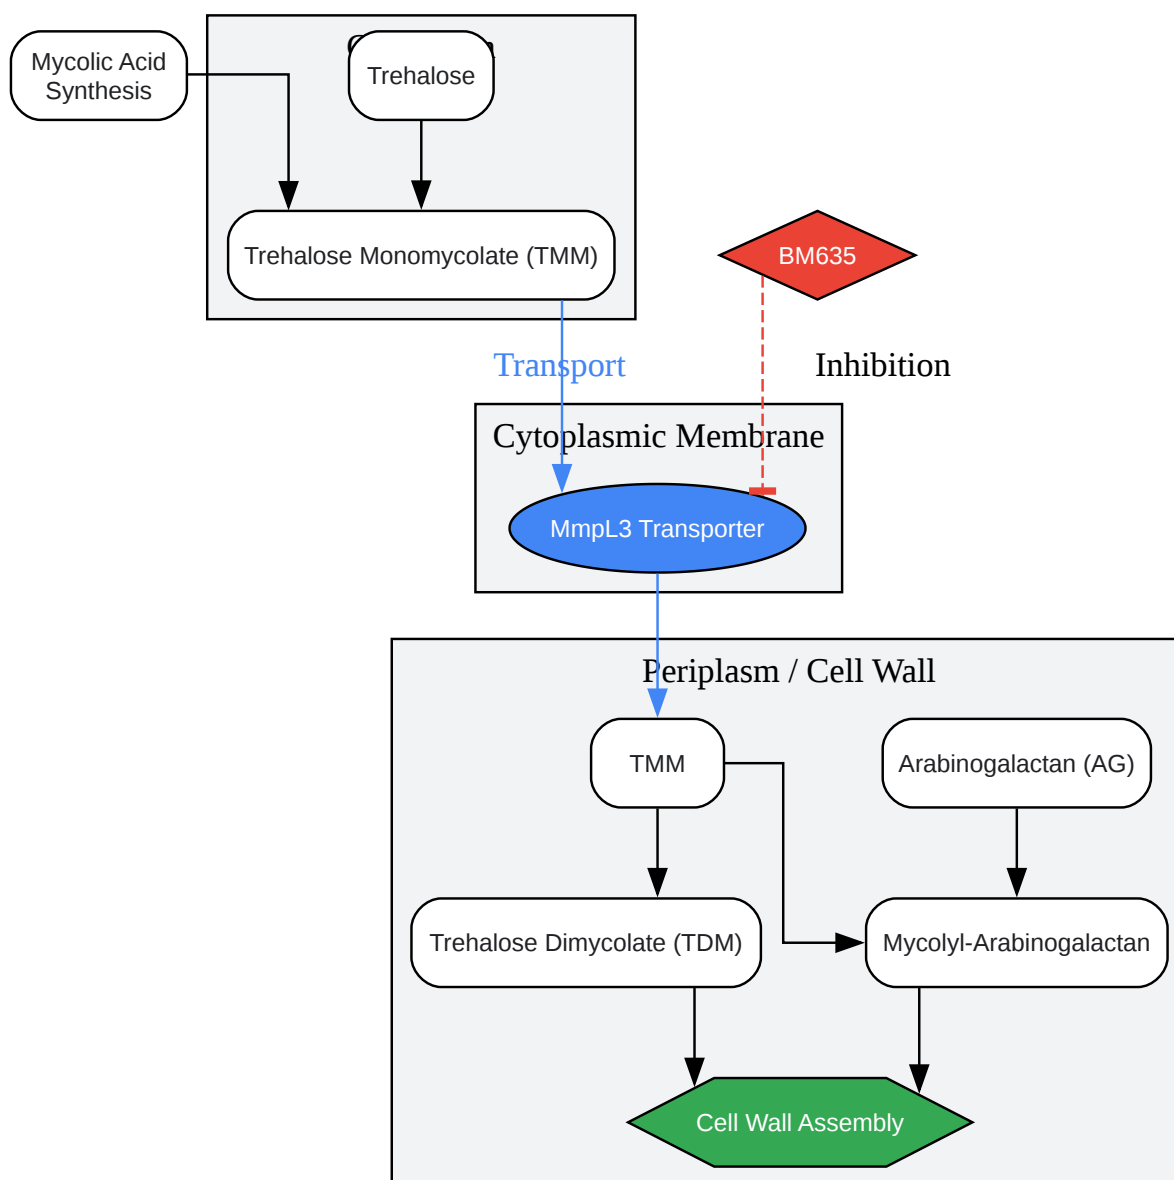 Mycolic Acid
Synthesis
Trehalose
Trehalose Monomycolate (TMM)
BM635
Transport
Inhibition
Cytoplasmic Membrane
MmpL3 Transporter
Periplasm / Cell Wall
TMM
Arabinogalactan (AG)
Trehalose Dimycolate (TDM)
Mycolyl-Arabinogalactan
Cell Wall Assembly